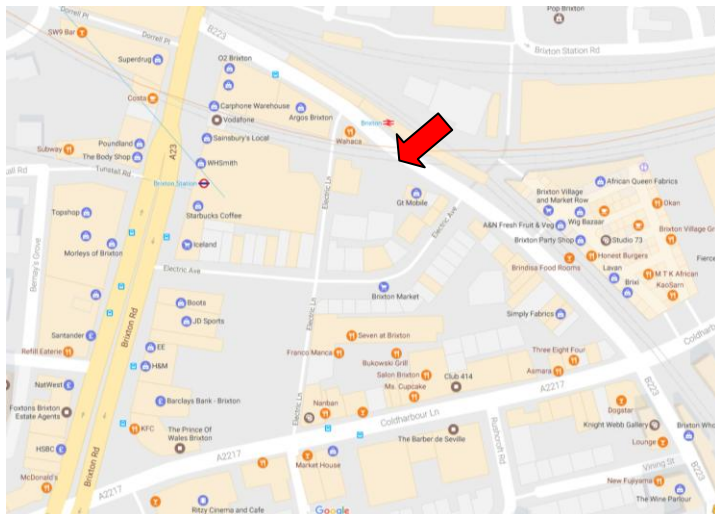 Pop Brixton
Dorrell Pl
B223
SW9 Bar
Dorrell Pl
Brixton Station Rd
Superdrug
O2 Brixton
Costa
Carphone Warehouse
Vodafone
Argos Brixton
Brixton
Wahaca
Poundland
Sainsbury's Local
Subway
The Body Shop
A23
WHSmith
Tunstall Rd
Brixton Station
African Queen Fabrics
Electric Ln
Brixton Village
and Market Row
Okan
Topshop
Starbucks Coffee
Gt Mobile
Electric Ave
A&N Fresh Fruit & Veg
Wig Bazaar
Brixton Party Shop
Studio 73
Brixton Village Gr
Morleys of Brixton
Iceland
Honest Burgers
Fierce
Bernay's Grove
Brindisa Food Rooms
Lavan
M T K African
KaoSarn
Brixi
Electric Ave
Brixton Market
Boots
Electric Ln
JD Sports
Simply Fabrics
Brixton Rd
Santander
Seven at Brixton
Coldharb
Refill Eaterie
EE
Franco Manca
Bukowski Grill
Three Eight Four
H&M
Salon Brixton
Club 414
Asmara
NatWest
Ms. Cupcake
A2217
Barclays Bank - Brixton
Nanban
Electric Ln
Foxtons Brixton
Estate Agents
Dogstar
KFC
The Prince Of
Wales Brixton
Coldharbour Ln
Rushcroft Rd
Knight Webb Gallery
B223
Brixton Who
The Barber de Seville
Lounge
HSBC
Brixton Rd
Market House
Vining St
McDonald's
A2217
New Fujiyama
B223
Ritzy Cinema and Cafe
Google
The Wine Parlour